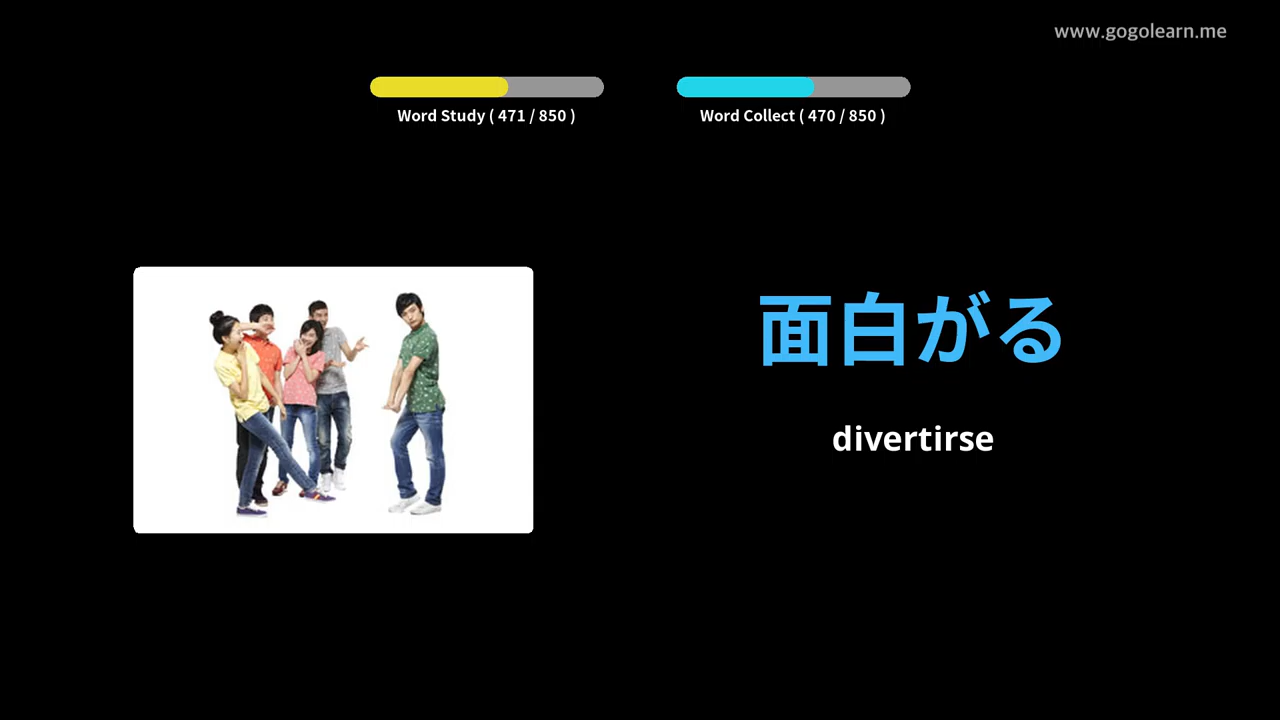 www.gogolearn.me
Word Study ( 471 / 850 )
Word Collect ( 470 / 850 )
面白がる
divertirse